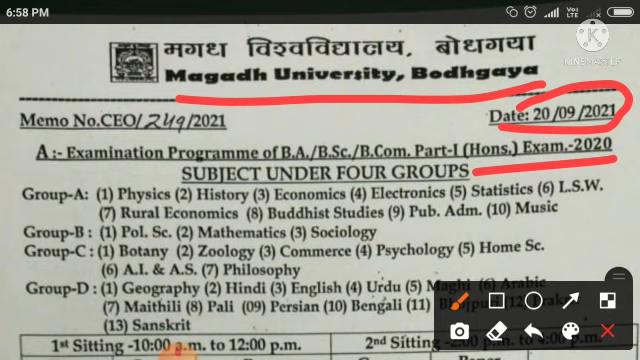 6:58 PM
VoLTE
मगध विश्वविद्यालय, बोधगया
Magadh University, Bodhgaya
KINEMASTER
Memo No.CEO/249/2021
Date: 20/09/2021
A:- Examination Programme of B.A./B.Sc./B.Com. Part-I (Hons.) Exam.-2020
SUBJECT UNDER FOUR GROUPS
Group-A: (1) Physics (2) History (3) Economics (4) Electronics (5) Statistics (6) L.S.W.
(7) Rural Economics (8) Buddhist Studies (9) Pub. Adm. (10) Music
Group-B : (1) Pol. Sc. (2) Mathematics (3) Sociology
Group-C : (1) Botany (2) Zoology (3) Commerce (4) Psychology (5) Home Sc.
(6) A.I. & A.S. (7) Philosophy
Group-D : (1) Geography (2) Hindi (3) English (4) Urdu (5) Maghi (6) Arabic
(7) Maithili (8) Pali (09) Persian (10) Bengali (11) Bhojpuri (12)
(13) Sanskrit
1st Sitting -10:00 a.m. to 12:00 p.m.
2nd Sitting